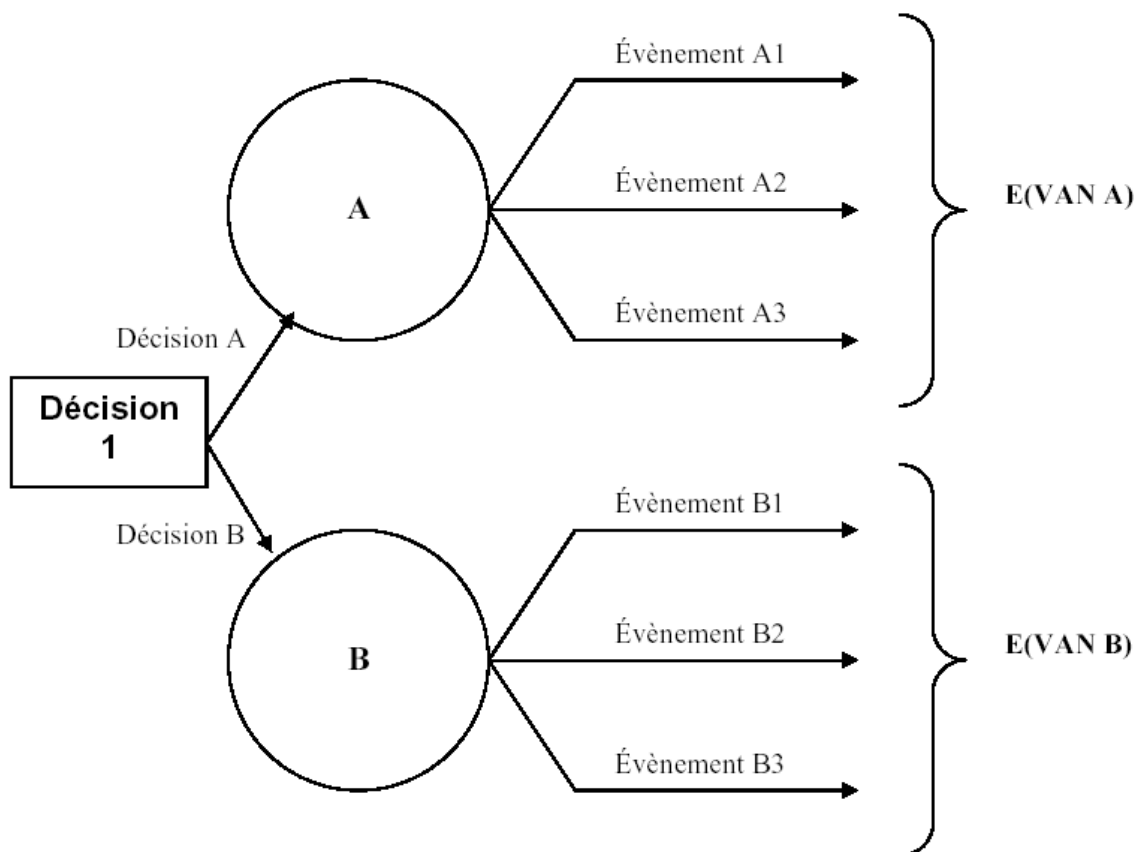 Évènement A1
Évènement A2
E(VAN A)
A
Évènement A3
Décision A
Décision
1
Évènement B1
Décision B
Évènement B2
E(VAN B)
B
Évènement B3